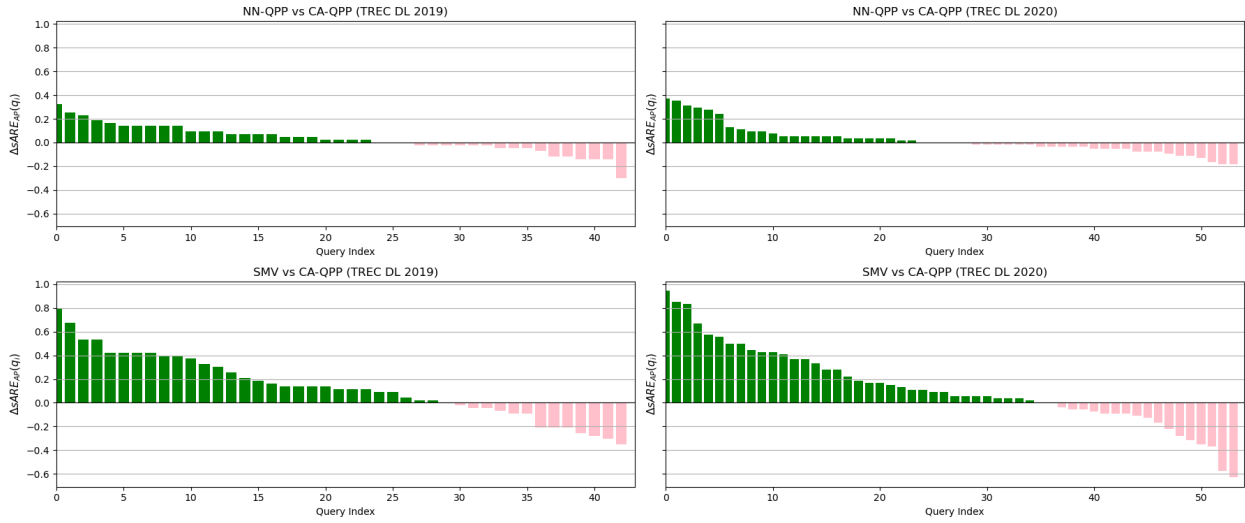 NN-QPP vs CA-QPP (TREC DL 2019)
1.0
0.8
0.6
0.4
0.2
0.0
−0.2
−0.4
−0.6
ΔsARE_AP(q_i)
0 5 10 15 20 25 30 35 40
Query Index
NN-QPP vs CA-QPP (TREC DL 2020)
ΔsARE_AP(q_i)
0 10 20 30 40 50
Query Index
SMV vs CA-QPP (TREC DL 2019)
1.0
0.8
0.6
0.4
0.2
0.0
−0.2
−0.4
−0.6
ΔsARE_AP(q_i)
0 5 10 15 20 25 30 35 40
Query Index
SMV vs CA-QPP (TREC DL 2020)
ΔsARE_AP(q_i)
0 10 20 30 40 50
Query Index